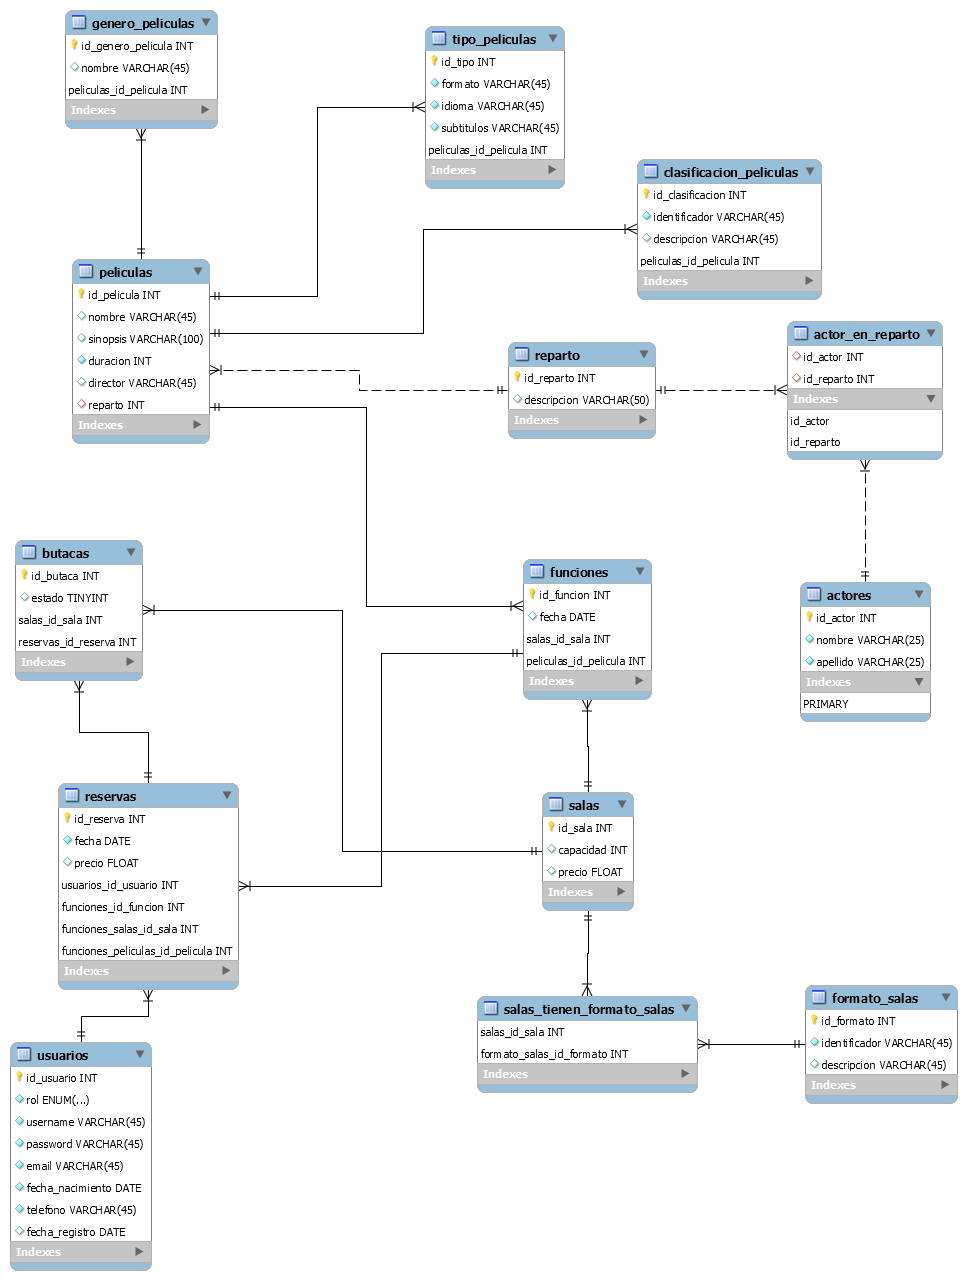 genero_peliculas
id_genero_pelicula INT
nombre VARCHAR(45)
peliculas_id_pelicula INT
Indexes
tipo_peliculas
id_tipo INT
formato VARCHAR(45)
idioma VARCHAR(45)
subtitulos VARCHAR(45)
peliculas_id_pelicula INT
Indexes
clasificacion_peliculas
id_clasificacion INT
identificador VARCHAR(45)
descripcion VARCHAR(45)
peliculas_id_pelicula INT
Indexes
peliculas
id_pelicula INT
nombre VARCHAR(45)
sinopsis VARCHAR(100)
duracion INT
director VARCHAR(45)
reparto INT
Indexes
reparto
id_reparto INT
descripcion VARCHAR(50)
Indexes
actor_en_reparto
id_actor INT
id_reparto INT
Indexes
id_actor
id_reparto
butacas
id_butaca INT
estado TINYINT
salas_id_sala INT
reservas_id_reserva INT
Indexes
funciones
id_funcion INT
fecha DATE
salas_id_sala INT
peliculas_id_pelicula INT
Indexes
actores
id_actor INT
nombre VARCHAR(25)
apellido VARCHAR(25)
Indexes
PRIMARY
reservas
id_reserva INT
fecha DATE
precio FLOAT
usuarios_id_usuario INT
funciones_id_funcion INT
funciones_salas_id_sala INT
funciones_peliculas_id_pelicula INT
Indexes
salas
id_sala INT
capacidad INT
precio FLOAT
Indexes
salas_tienen_formato_salas
salas_id_sala INT
formato_salas_id_formato INT
Indexes
formato_salas
id_formato INT
identificador VARCHAR(45)
descripcion VARCHAR(45)
Indexes
usuarios
id_usuario INT
rol ENUM(...)
username VARCHAR(45)
password VARCHAR(45)
email VARCHAR(45)
fecha_nacimiento DATE
telefono VARCHAR(45)
fecha_registro DATE
Indexes